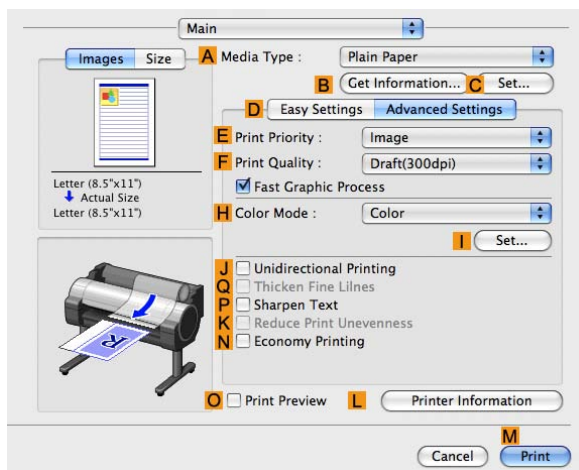 Main
Images Size
A Media Type : Plain Paper
B Get Information... C Set...
D Easy Settings Advanced Settings
E Print Priority : Image
F Print Quality : Draft(300dpi)
Fast Graphic Process
Letter (8.5"x11")
Actual Size
Letter (8.5"x11")
H Color Mode : Color
I Set...
J Unidirectional Printing
Q Thicken Fine Lilnes
P Sharpen Text
K Reduce Print Unevenness
N Economy Printing
R
O Print Preview L Printer Information
M
Cancel Print